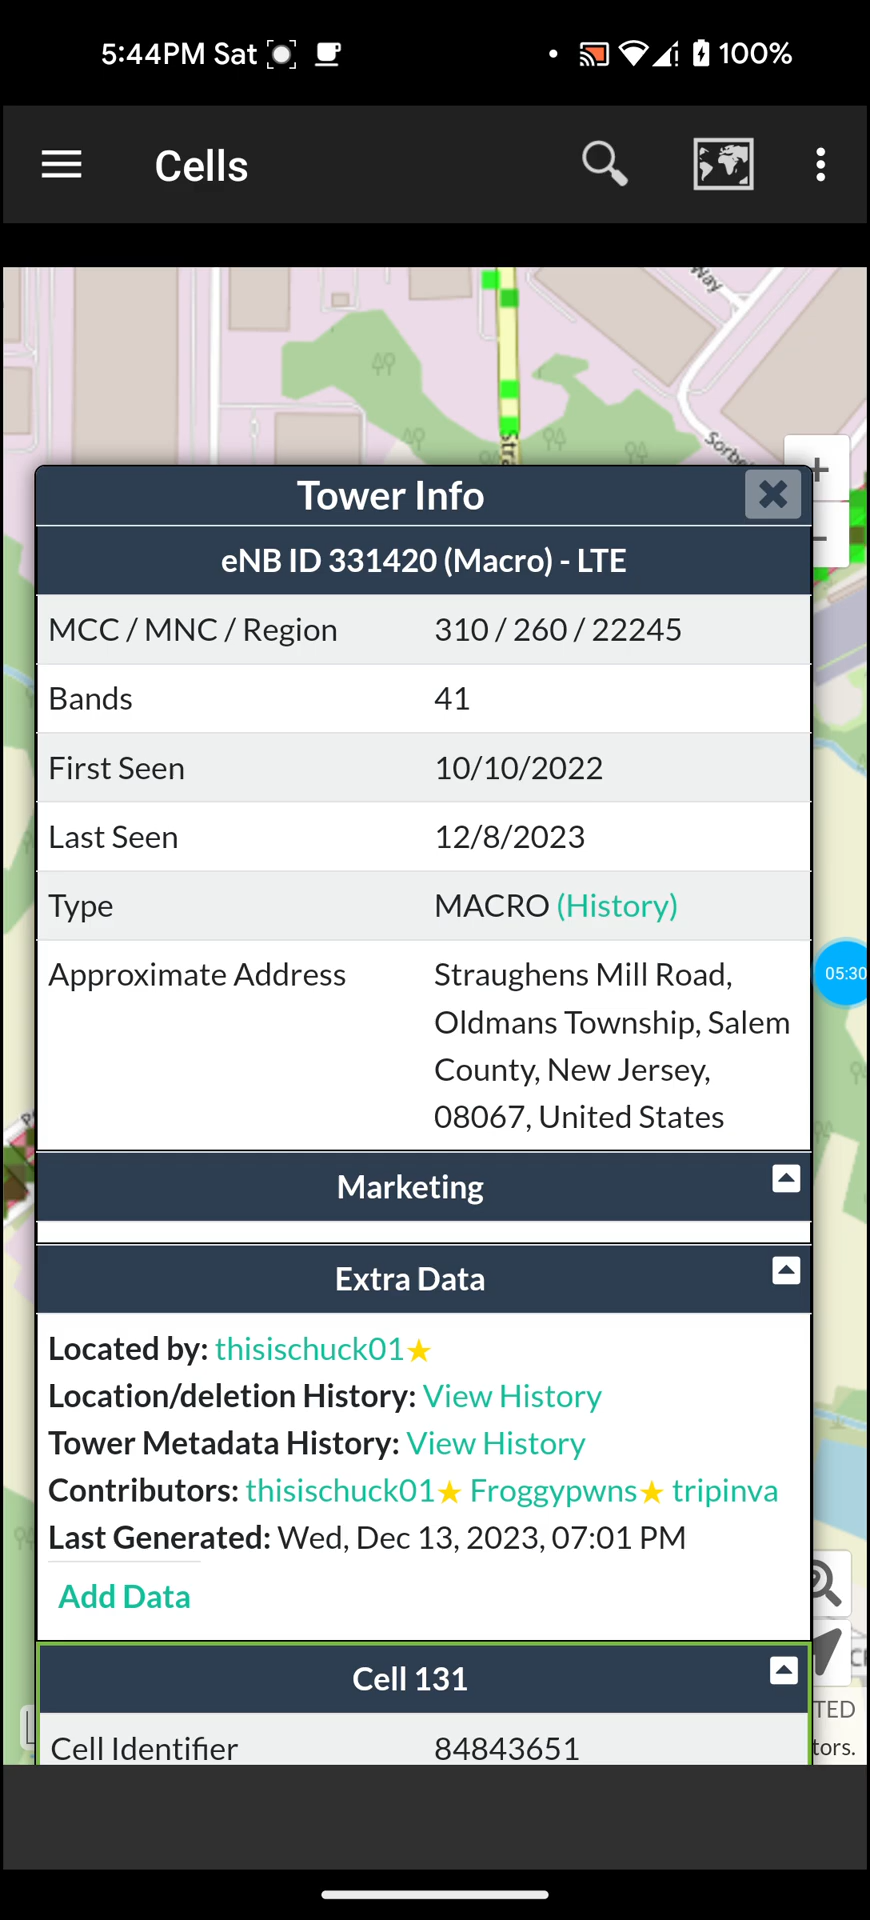 5:44PM Sat 100%
Cells
Way
Stra
Sorbe
+
Tower Info
eNB ID 331420 (Macro) - LTE
−
MCC / MNC / Region 310 / 260 / 22245
Bands 41
First Seen 10/10/2022
Last Seen 12/8/2023
Type MACRO (History)
Approximate Address Straughens Mill Road,
Oldmans Township, Salem
County, New Jersey,
08067, United States
05:30
Marketing
Extra Data
Located by: thisischuck01★
Location/deletion History: View History
Tower Metadata History: View History
Contributors: thisischuck01★ Froggypwns★ tripinva
Last Generated: Wed, Dec 13, 2023, 07:01 PM
Add Data
Cell 131
TED
Cell Identifier 84843651
tors.